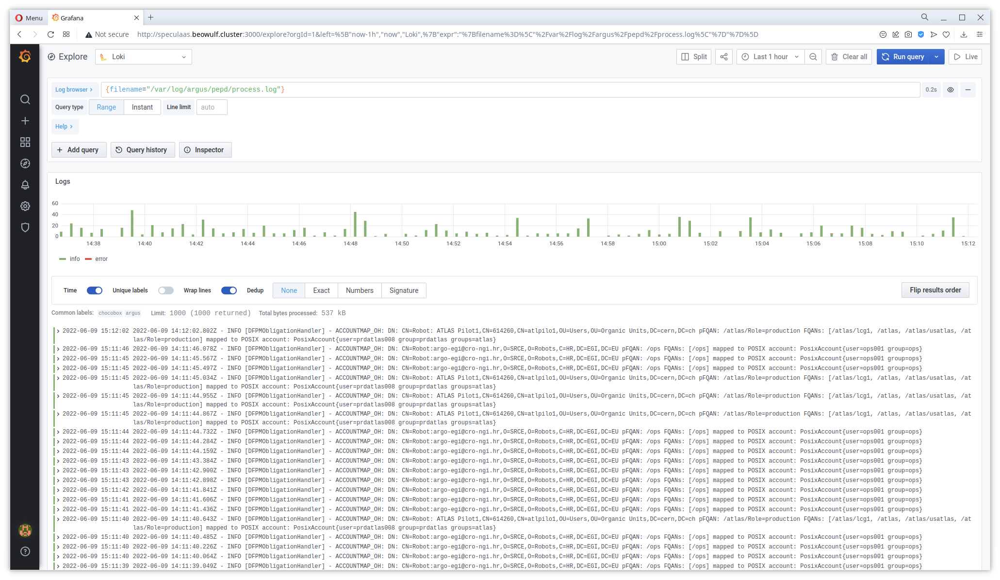 Menu Grafana
Not secure http://speculaas.beowulf.cluster:3000/explore?orgId=1&left=%5B"now-1h","now","Loki",%7B"expr":"%7Bfilename%3D%5C"%2Fvar%2Flog%2Fargus%2Fpepd%2Fprocess.log%5C"%7D"%7D%5D
Explore Loki Split Last 1 hour Clear all Run query Live
Log browser > {filename="/var/log/argus/pepd/process.log"} 0.2s
Query type Range Instant Line limit auto
Help >
+ Add query Query history Inspector
Logs
60
40
20
0
14:38 14:40 14:42 14:44 14:46 14:48 14:50 14:52 14:54 14:56 14:58 15:00 15:02 15:04 15:06 15:08 15:10 15:12
info error
Time Unique labels Wrap lines Dedup None Exact Numbers Signature Flip results order
Common labels: chocobox argus Limit: 1000 (1000 returned) Total bytes processed: 537 kB
> 2022-06-09 15:12:02 2022-06-09 14:12:02.802Z - INFO [DFPMObligationHandler] - ACCOUNTMAP_OH: DN: CN=Robot: ATLAS Pilot1,CN=614260,CN=atlpilo1,OU=Users,OU=Organic Units,DC=cern,DC=ch pFQAN: /atlas/Role=production FQANs: [/atlas/lcg1, /atlas, /atlas/usatlas, /at
las/Role=production] mapped to POSIX account: PosixAccount{user=prdatlas008 group=prdatlas groups=atlas}
> 2022-06-09 15:11:46 2022-06-09 14:11:46.078Z - INFO [DFPMObligationHandler] - ACCOUNTMAP_OH: DN: CN=Robot:argo-egi@cro-ngi.hr,O=SRCE,O=Robots,C=HR,DC=EGI,DC=EU pFQAN: /ops FQANs: [/ops] mapped to POSIX account: PosixAccount{user=ops001 group=ops}
> 2022-06-09 15:11:45 2022-06-09 14:11:45.567Z - INFO [DFPMObligationHandler] - ACCOUNTMAP_OH: DN: CN=Robot:argo-egi@cro-ngi.hr,O=SRCE,O=Robots,C=HR,DC=EGI,DC=EU pFQAN: /ops FQANs: [/ops] mapped to POSIX account: PosixAccount{user=ops001 group=ops}
> 2022-06-09 15:11:45 2022-06-09 14:11:45.497Z - INFO [DFPMObligationHandler] - ACCOUNTMAP_OH: DN: CN=Robot:argo-egi@cro-ngi.hr,O=SRCE,O=Robots,C=HR,DC=EGI,DC=EU pFQAN: /ops FQANs: [/ops] mapped to POSIX account: PosixAccount{user=ops001 group=ops}
> 2022-06-09 15:11:45 2022-06-09 14:11:45.034Z - INFO [DFPMObligationHandler] - ACCOUNTMAP_OH: DN: CN=Robot: ATLAS Pilot1,CN=614260,CN=atlpilo1,OU=Users,OU=Organic Units,DC=cern,DC=ch pFQAN: /atlas/Role=production FQANs: [/atlas/lcg1, /atlas, /atlas/usatlas, /at
las/Role=production] mapped to POSIX account: PosixAccount{user=prdatlas008 group=prdatlas groups=atlas}
> 2022-06-09 15:11:45 2022-06-09 14:11:44.955Z - INFO [DFPMObligationHandler] - ACCOUNTMAP_OH: DN: CN=Robot: ATLAS Pilot1,CN=614260,CN=atlpilo1,OU=Users,OU=Organic Units,DC=cern,DC=ch pFQAN: /atlas/Role=production FQANs: [/atlas/lcg1, /atlas, /atlas/usatlas, /at
las/Role=production] mapped to POSIX account: PosixAccount{user=prdatlas008 group=prdatlas groups=atlas}
> 2022-06-09 15:11:45 2022-06-09 14:11:44.867Z - INFO [DFPMObligationHandler] - ACCOUNTMAP_OH: DN: CN=Robot: ATLAS Pilot1,CN=614260,CN=atlpilo1,OU=Users,OU=Organic Units,DC=cern,DC=ch pFQAN: /atlas/Role=production FQANs: [/atlas/lcg1, /atlas, /atlas/usatlas, /at
las/Role=production] mapped to POSIX account: PosixAccount{user=prdatlas008 group=prdatlas groups=atlas}
> 2022-06-09 15:11:44 2022-06-09 14:11:44.732Z - INFO [DFPMObligationHandler] - ACCOUNTMAP_OH: DN: CN=Robot:argo-egi@cro-ngi.hr,O=SRCE,O=Robots,C=HR,DC=EGI,DC=EU pFQAN: /ops FQANs: [/ops] mapped to POSIX account: PosixAccount{user=ops001 group=ops}
> 2022-06-09 15:11:44 2022-06-09 14:11:44.284Z - INFO [DFPMObligationHandler] - ACCOUNTMAP_OH: DN: CN=Robot:argo-egi@cro-ngi.hr,O=SRCE,O=Robots,C=HR,DC=EGI,DC=EU pFQAN: /ops FQANs: [/ops] mapped to POSIX account: PosixAccount{user=ops001 group=ops}
> 2022-06-09 15:11:44 2022-06-09 14:11:44.159Z - INFO [DFPMObligationHandler] - ACCOUNTMAP_OH: DN: CN=Robot:argo-egi@cro-ngi.hr,O=SRCE,O=Robots,C=HR,DC=EGI,DC=EU pFQAN: /ops FQANs: [/ops] mapped to POSIX account: PosixAccount{user=ops001 group=ops}
> 2022-06-09 15:11:43 2022-06-09 14:11:43.384Z - INFO [DFPMObligationHandler] - ACCOUNTMAP_OH: DN: CN=Robot:argo-egi@cro-ngi.hr,O=SRCE,O=Robots,C=HR,DC=EGI,DC=EU pFQAN: /ops FQANs: [/ops] mapped to POSIX account: PosixAccount{user=ops001 group=ops}
> 2022-06-09 15:11:43 2022-06-09 14:11:42.900Z - INFO [DFPMObligationHandler] - ACCOUNTMAP_OH: DN: CN=Robot:argo-egi@cro-ngi.hr,O=SRCE,O=Robots,C=HR,DC=EGI,DC=EU pFQAN: /ops FQANs: [/ops] mapped to POSIX account: PosixAccount{user=ops001 group=ops}
> 2022-06-09 15:11:43 2022-06-09 14:11:42.898Z - INFO [DFPMObligationHandler] - ACCOUNTMAP_OH: DN: CN=Robot:argo-egi@cro-ngi.hr,O=SRCE,O=Robots,C=HR,DC=EGI,DC=EU pFQAN: /ops FQANs: [/ops] mapped to POSIX account: PosixAccount{user=ops001 group=ops}
> 2022-06-09 15:11:42 2022-06-09 14:11:41.841Z - INFO [DFPMObligationHandler] - ACCOUNTMAP_OH: DN: CN=Robot:argo-egi@cro-ngi.hr,O=SRCE,O=Robots,C=HR,DC=EGI,DC=EU pFQAN: /ops FQANs: [/ops] mapped to POSIX account: PosixAccount{user=ops001 group=ops}
> 2022-06-09 15:11:41 2022-06-09 14:11:41.606Z - INFO [DFPMObligationHandler] - ACCOUNTMAP_OH: DN: CN=Robot:argo-egi@cro-ngi.hr,O=SRCE,O=Robots,C=HR,DC=EGI,DC=EU pFQAN: /ops FQANs: [/ops] mapped to POSIX account: PosixAccount{user=ops001 group=ops}
> 2022-06-09 15:11:41 2022-06-09 14:11:41.436Z - INFO [DFPMObligationHandler] - ACCOUNTMAP_OH: DN: CN=Robot:argo-egi@cro-ngi.hr,O=SRCE,O=Robots,C=HR,DC=EGI,DC=EU pFQAN: /ops FQANs: [/ops] mapped to POSIX account: PosixAccount{user=ops001 group=ops}
> 2022-06-09 15:11:40 2022-06-09 14:11:40.643Z - INFO [DFPMObligationHandler] - ACCOUNTMAP_OH: DN: CN=Robot: ATLAS Pilot1,CN=614260,CN=atlpilo1,OU=Users,OU=Organic Units,DC=cern,DC=ch pFQAN: /atlas/Role=production FQANs: [/atlas/lcg1, /atlas, /atlas/usatlas, /at
las/Role=production] mapped to POSIX account: PosixAccount{user=prdatlas008 group=prdatlas groups=atlas}
> 2022-06-09 15:11:40 2022-06-09 14:11:40.485Z - INFO [DFPMObligationHandler] - ACCOUNTMAP_OH: DN: CN=Robot:argo-egi@cro-ngi.hr,O=SRCE,O=Robots,C=HR,DC=EGI,DC=EU pFQAN: /ops FQANs: [/ops] mapped to POSIX account: PosixAccount{user=ops001 group=ops}
> 2022-06-09 15:11:40 2022-06-09 14:11:40.226Z - INFO [DFPMObligationHandler] - ACCOUNTMAP_OH: DN: CN=Robot:argo-egi@cro-ngi.hr,O=SRCE,O=Robots,C=HR,DC=EGI,DC=EU pFQAN: /ops FQANs: [/ops] mapped to POSIX account: PosixAccount{user=ops001 group=ops}
> 2022-06-09 15:11:40 2022-06-09 14:11:40.064Z - INFO [DFPMObligationHandler] - ACCOUNTMAP_OH: DN: CN=Robot:argo-egi@cro-ngi.hr,O=SRCE,O=Robots,C=HR,DC=EGI,DC=EU pFQAN: /ops FQANs: [/ops] mapped to POSIX account: PosixAccount{user=ops001 group=ops}
> 2022-06-09 15:11:39 2022-06-09 14:11:39.049Z - INFO [DFPMObligationHandler] - ACCOUNTMAP_OH: DN: CN=Robot:argo-egi@cro-ngi.hr,O=SRCE,O=Robots,C=HR,DC=EGI,DC=EU pFQAN: /ops FQANs: [/ops] mapped to POSIX account: PosixAccount{user=ops001 group=ops}